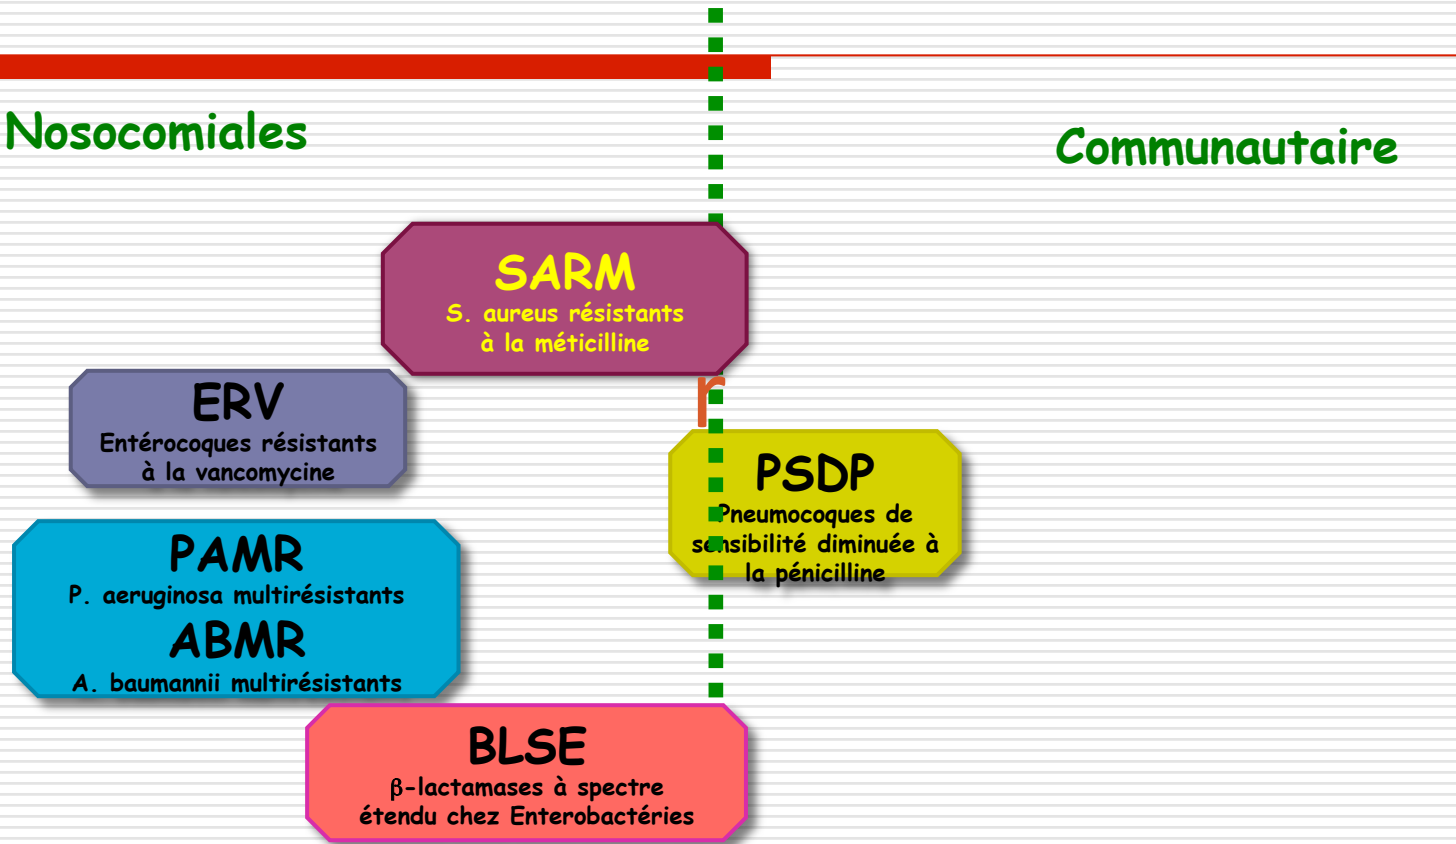 Nosocomiales
Communautaire
SARM
S. aureus résistants
à la méticilline
r
ERV
Entérocoques résistants
à la vancomycine
PSDP
Pneumocoques de
sensibilité diminuée à
la pénicilline
PAMR
P. aeruginosa multirésistants
ABMR
A. baumannii multirésistants
BLSE
β-lactamases à spectre
étendu chez Enterobactéries